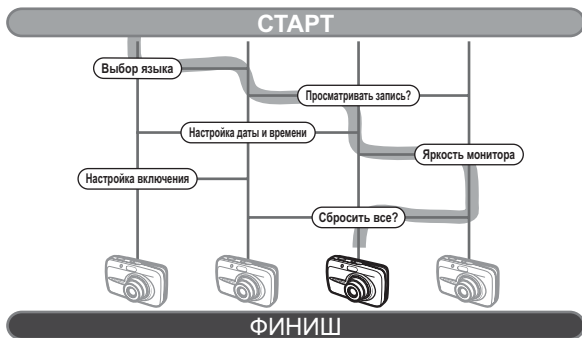 СТАРТ
Выбор языка
Просматривать запись?
Настройка даты и времени
Яркость монитора
Настройка включения
Сбросить все?
ФИНИШ